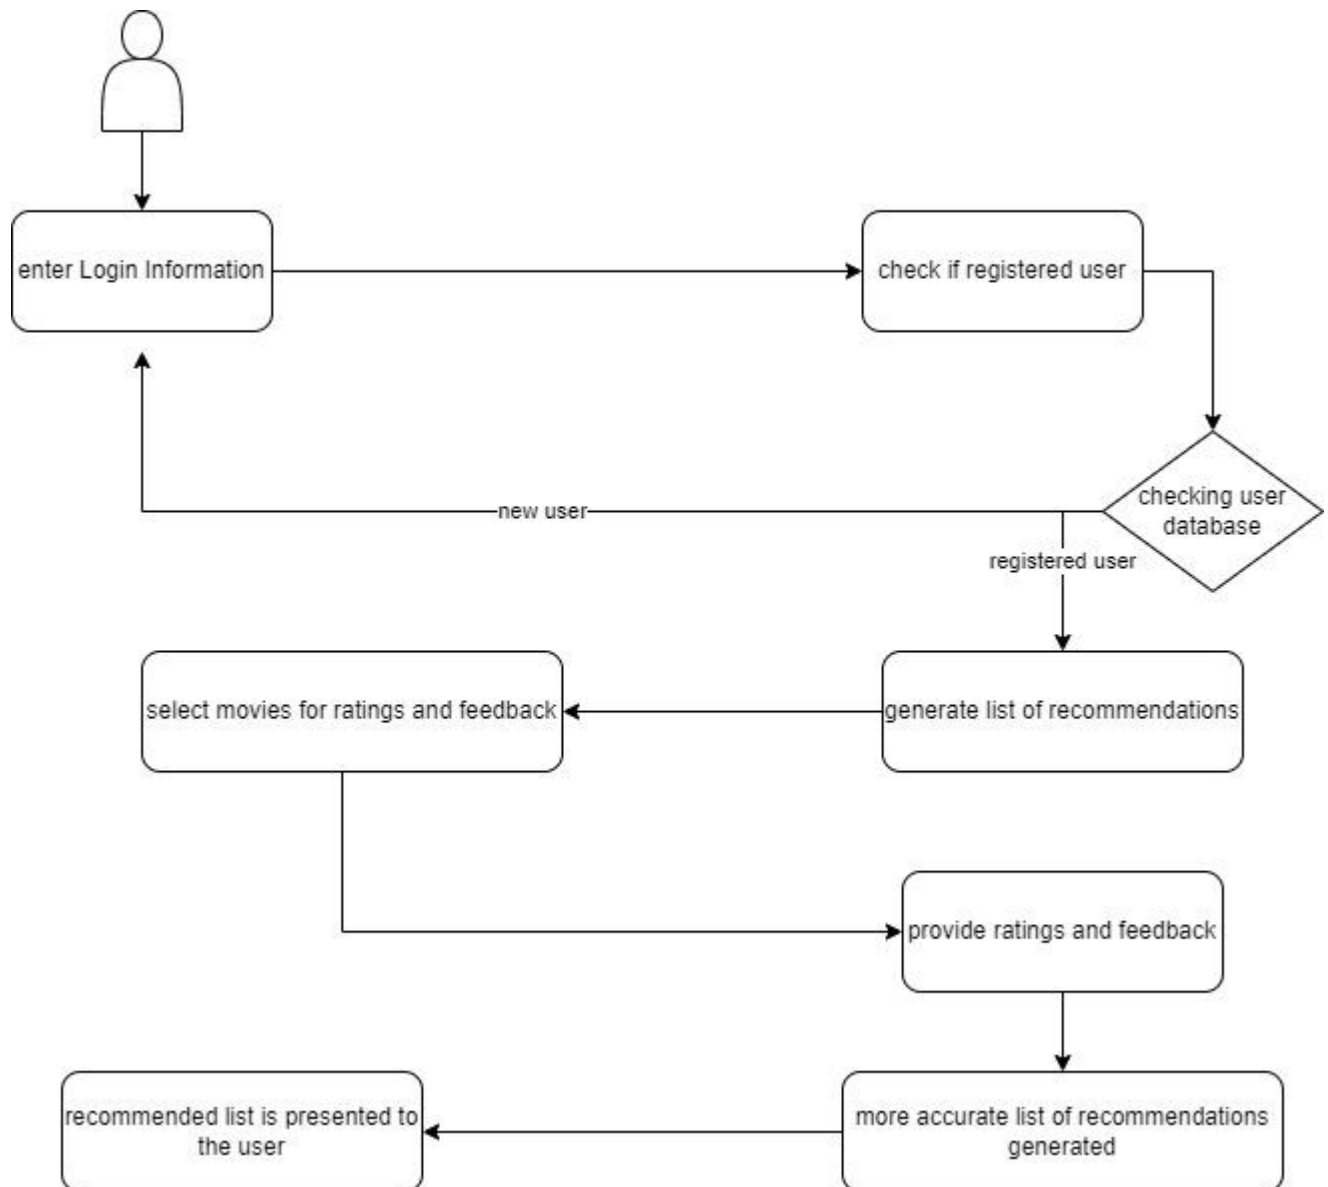 enter Login Information
check if registered user
checking user
database
new user
registered user
select movies for ratings and feedback
generate list of recommendations
provide ratings and feedback
recommended list is presented to
the user
more accurate list of recommendations
generated